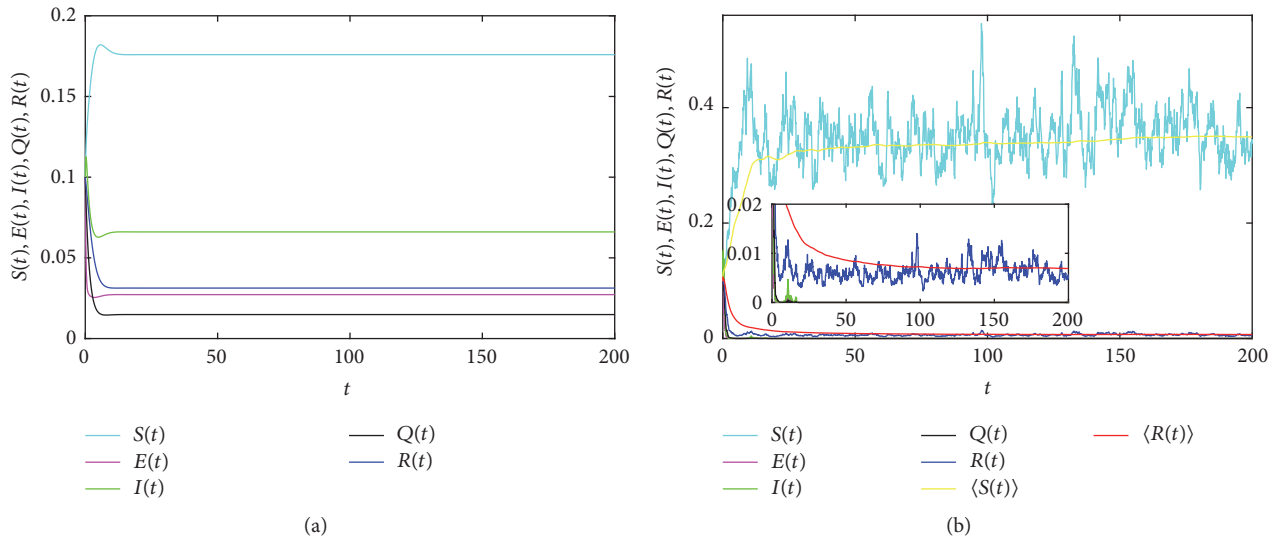 0.2
0.15
0.1
0.05
0
S(t), E(t), I(t), Q(t), R(t)
0 50 100 150 200
t
S(t) Q(t)
E(t) R(t)
I(t)
(a)
0.4
0.2
0
S(t), E(t), I(t), Q(t), R(t)
0.02
0.01
0
0 50 100 150 200
0 50 100 150 200
t
S(t) Q(t) ⟨R(t)⟩
E(t) R(t)
I(t) ⟨S(t)⟩
(b)